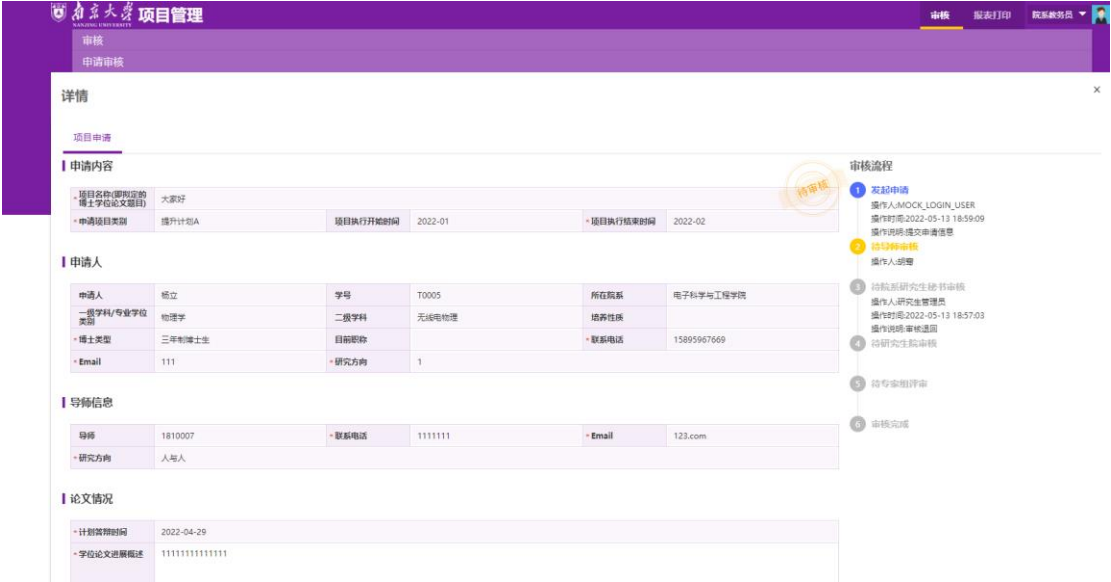 南京大学 项目管理
NANJING UNIVERSITY
审核 报表打印 院系教务员
审核
申请审核
详情 ×
项目申请
申请内容
待审核
* 项目名称(即拟定的博士学位论文题目) 大家好
* 申请项目类别 提升计划A 项目执行开始时间 2022-01 * 项目执行结束时间 2022-02
申请人
申请人 杨立 学号 T0005 所在院系 电子科学与工程学院
一级学科/专业学位类别 物理学 二级学科 无线电物理 培养性质
* 博士类型 三年制博士生 目前职称 * 联系电话 15895967669
* Email 111 * 研究方向 1
导师信息
导师 1810007 * 联系电话 1111111 * Email 123.com
* 研究方向 人与人
论文情况
* 计划答辩时间 2022-04-29
* 学位论文进展概述 11111111111111
审核流程
1 发起申请
操作人:MOCK_LOGIN_USER
操作时间:2022-05-13 18:59:09
操作说明:提交申请信息
2 待导师审核
操作人:胡
3 待院系研究生秘书审核
操作人:研究生管理员
操作时间:2022-05-13 18:57:03
操作说明:审核退回
4 待研究生院审核
5 待专家组评审
6 审核完成